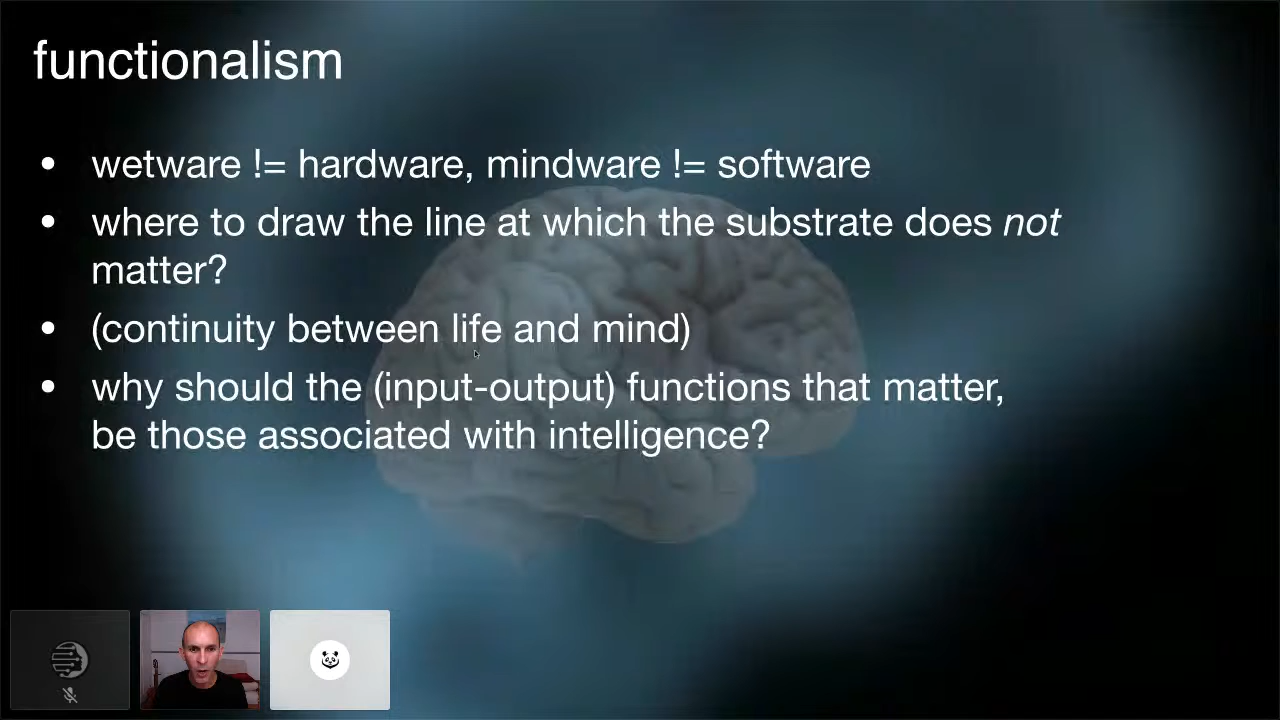 functionalism
• wetware != hardware, mindware != software
• where to draw the line at which the substrate does not
matter?
• (continuity between life and mind)
• why should the (input-output) functions that matter,
be those associated with intelligence?